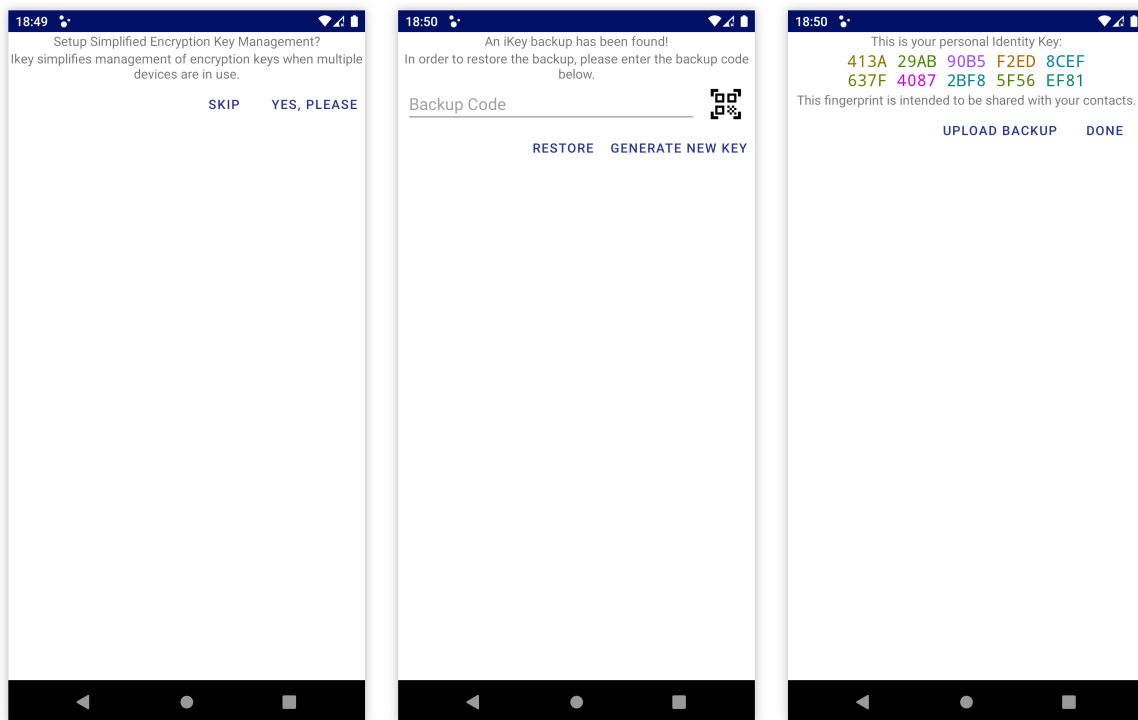 18:49
Setup Simplified Encryption Key Management?
Ikey simplifies management of encryption keys when multiple
devices are in use.
SKIP YES, PLEASE
18:50
An iKey backup has been found!
In order to restore the backup, please enter the backup code
below.
Backup Code
RESTORE GENERATE NEW KEY
18:50
This is your personal Identity Key:
413A 29AB 90B5 F2ED 8CEF
637F 4087 2BF8 5F56 EF81
This fingerprint is intended to be shared with your contacts.
UPLOAD BACKUP DONE